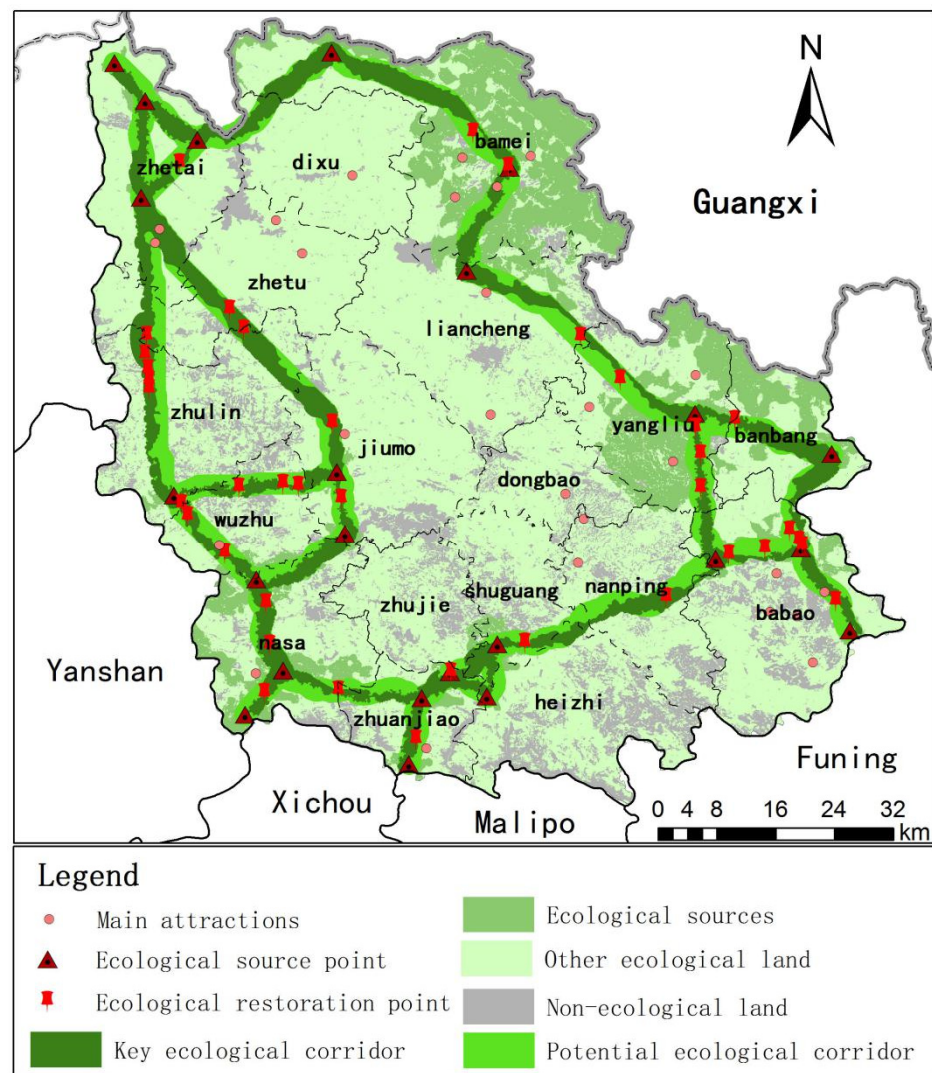 N
bamei
zhetai
dixu
Guangxi
zhetu
liancheng
zhulin
yangliu
banbang
jiumo
dongbao
wuzhu
shuguang
nanping
zhujie
babao
nasa
Yanshan
heizhi
zhuanjiao
Funing
Xichou
Malipo
0 4 8 16 24 32
km
Legend
Main attractions
Ecological source point
Ecological restoration point
Key ecological corridor
Ecological sources
Other ecological land
Non-ecological land
Potential ecological corridor